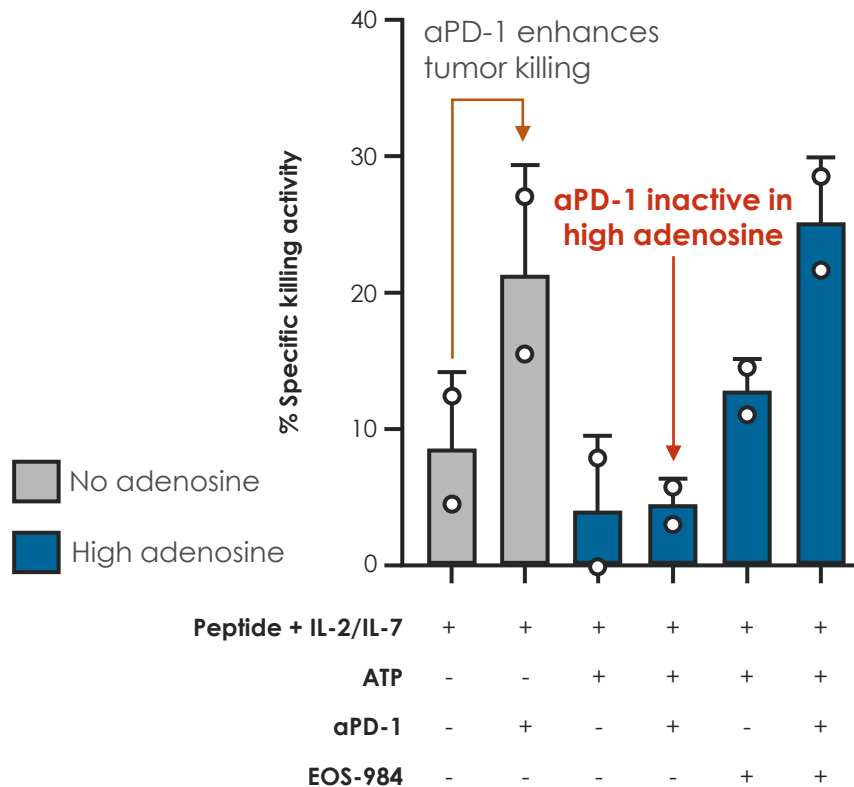 40
aPD-1 enhances
tumor killing
30
aPD-1 inactive in
high adenosine
% Specific killing activity
20
10
No adenosine
High adenosine
0
Peptide + IL-2/IL-7 + + + + + +
ATP - - + + + +
aPD-1 - + - + - +
EOS-984 - - - - + +